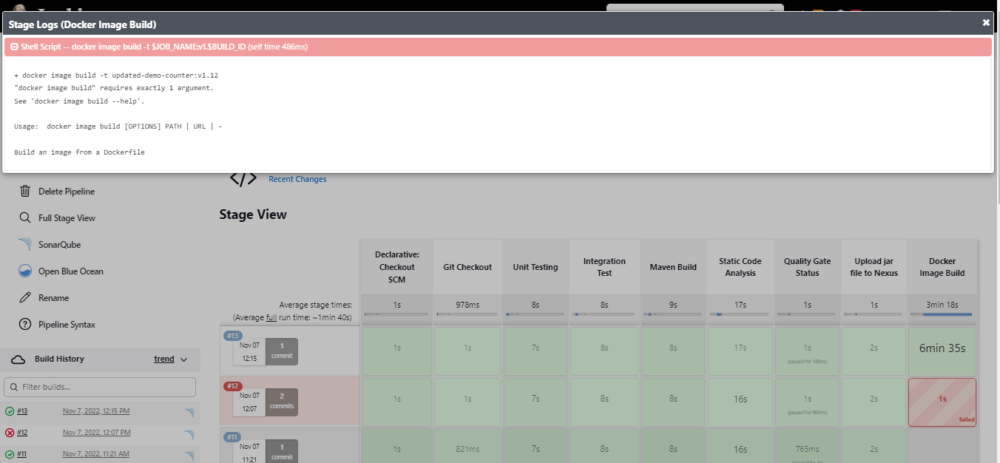 Stage Logs (Docker Image Build)
Shell Script -- docker image build -t $JOB_NAME:v1.$BUILD_ID (self time 486ms)
+ docker image build -t updated-demo-counter:v1.12
"docker image build" requires exactly 1 argument.
See 'docker image build --help'.
Usage:  docker image build [OPTIONS] PATH | URL | -
Build an image from a Dockerfile
Recent Changes
Delete Pipeline
Full Stage View
SonarQube
Open Blue Ocean
Rename
Pipeline Syntax
Build History
trend
Filter builds...
#13 Nov 7, 2022, 12:15 PM
#12 Nov 7, 2022, 12:07 PM
#11 Nov 7, 2022, 11:21 AM
Stage View
Declarative: Checkout SCM
Git Checkout
Unit Testing
Integration Test
Maven Build
Static Code Analysis
Quality Gate Status
Upload jar file to Nexus
Docker Image Build
Average stage times:
(Average full run time: ~1min 40s)
1s 978ms 8s 8s 9s 17s 1s 1s 3min 18s
#13
Nov 07
12:15
1
commit
1s 1s 7s 8s 8s 17s 1s 2s 6min 35s
(paused for 140ms)
#12
Nov 07
12:07
2
commits
1s 1s 7s 8s 8s 16s 1s 2s 1s
(paused for 983ms)
failed
#11
Nov 07
11:21
1
commit
1s 821ms 7s 8s 8s 16s 765ms 2s